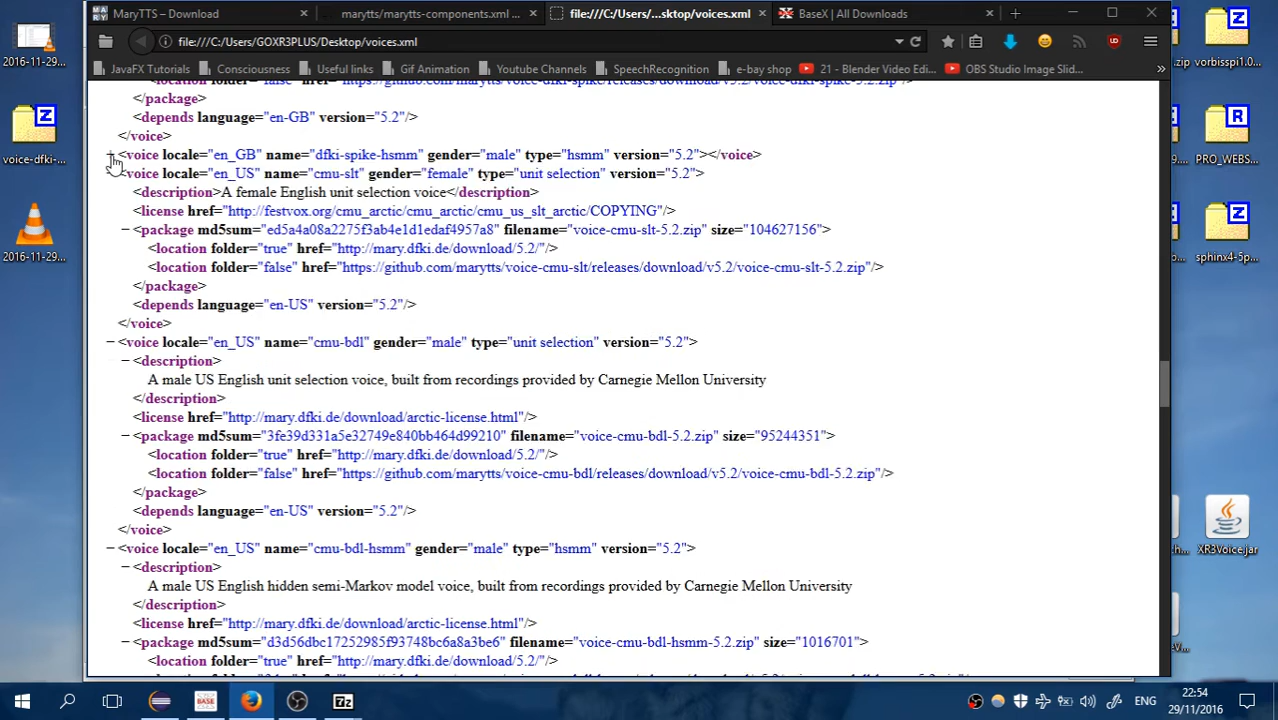 MaryTTS – Download
marytts/marytts-components.xml ...
file:///C:/Users/...sktop/voices.xml
BaseX | All Downloads
file:///C:/Users/GOXR3PLUS/Desktop/voices.xml
JavaFX Tutorials
Consciousness
Useful links
Gif Animation
Youtube Channels
SpeechRecognition
e-bay shop
21 - Blender Video Edi...
OBS Studio Image Slid...
»
</package>
<depends language="en-GB" version="5.2"/>
</voice>
<voice locale="en_GB" name="dfki-spike-hsmm" gender="male" type="hsmm" version="5.2"></voice>
voice locale="en_US" name="cmu-slt" gender="female" type="unit selection" version="5.2">
<description>A female English unit selection voice</description>
<license href="http://festvox.org/cmu_arctic/cmu_arctic/cmu_us_slt_arctic/COPYING"/>
− <package md5sum="ed5a4a08a2275f3ab4e1d1edaf4957a8" filename="voice-cmu-slt-5.2.zip" size="104627156">
<location folder="true" href="http://mary.dfki.de/download/5.2/"/>
<location folder="false" href="https://github.com/marytts/voice-cmu-slt/releases/download/v5.2/voice-cmu-slt-5.2.zip"/>
</package>
<depends language="en-US" version="5.2"/>
</voice>
− <voice locale="en_US" name="cmu-bdl" gender="male" type="unit selection" version="5.2">
− <description>
A male US English unit selection voice, built from recordings provided by Carnegie Mellon University
</description>
<license href="http://mary.dfki.de/download/arctic-license.html"/>
− <package md5sum="3fe39d331a5e32749e840bb464d99210" filename="voice-cmu-bdl-5.2.zip" size="95244351">
<location folder="true" href="http://mary.dfki.de/download/5.2/"/>
<location folder="false" href="https://github.com/marytts/voice-cmu-bdl/releases/download/v5.2/voice-cmu-bdl-5.2.zip"/>
</package>
<depends language="en-US" version="5.2"/>
</voice>
− <voice locale="en_US" name="cmu-bdl-hsmm" gender="male" type="hsmm" version="5.2">
− <description>
A male US English hidden semi-Markov model voice, built from recordings provided by Carnegie Mellon University
</description>
<license href="http://mary.dfki.de/download/arctic-license.html"/>
− <package md5sum="d3d56dbc17252985f93748bc6a8a3be6" filename="voice-cmu-bdl-hsmm-5.2.zip" size="1016701">
<location folder="true" href="http://mary.dfki.de/download/5.2/"/>
2016-11-29...
voice-dfki-...
2016-11-29...
.zip
vorbisspi1.0...
PRO_WEBS...
sphinx4-5p...
XR3Voice.jar
ENG
22:54
29/11/2016